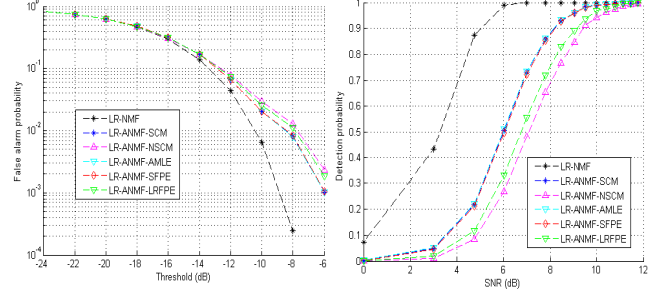 10^0
10^-1
10^-2
10^-3
10^-4
False alarm probability
LR-NMF
LR-ANMF-SCM
LR-ANMF-NSCM
LR-ANMF-AMLE
LR-ANMF-SFPE
LR-ANMF-LRFPE
-24 -22 -20 -18 -16 -14 -12 -10 -8 -6
Threshold (dB)
1
0.9
0.8
0.7
0.6
0.5
0.4
0.3
0.2
0.1
0
Detection probability
LR-NMF
LR-ANMF-SCM
LR-ANMF-NSCM
LR-ANMF-AMLE
LR-ANMF-SFPE
LR-ANMF-LRFPE
0 2 4 6 8 10 12
SNR (dB)